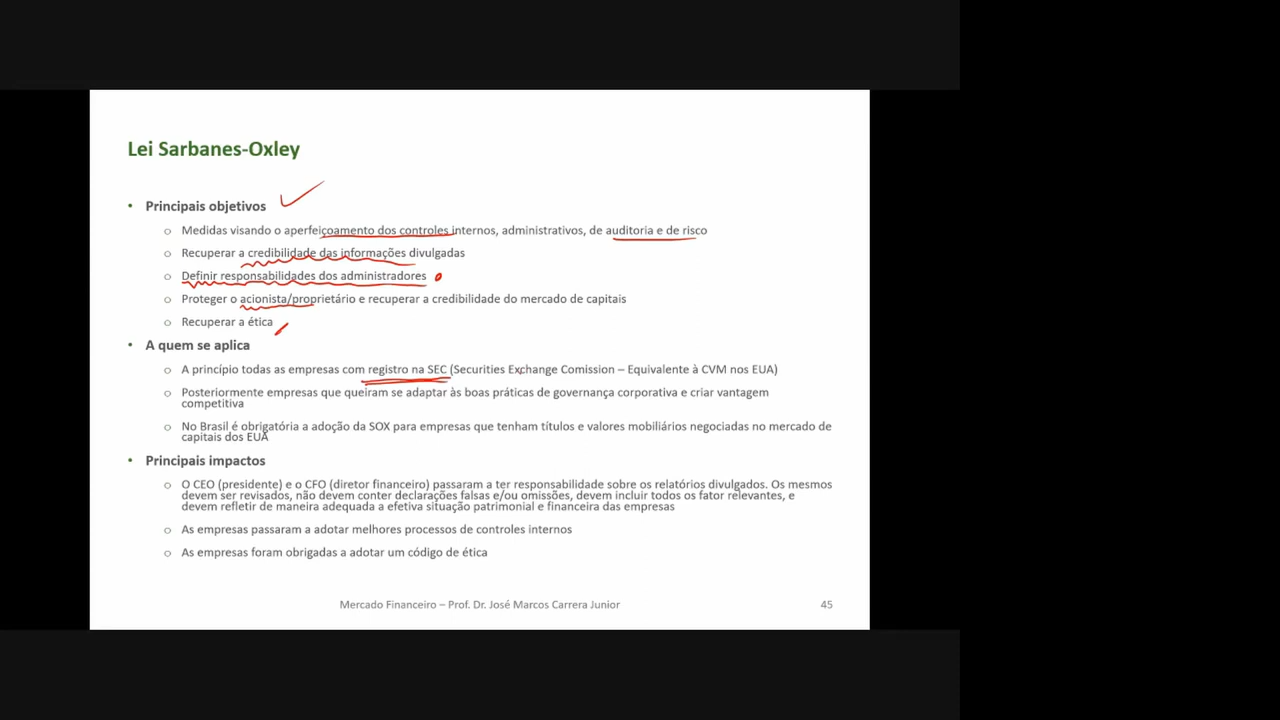 Lei Sarbanes-Oxley
• Principais objetivos
o Medidas visando o aperfeiçoamento dos controles internos, administrativos, de auditoria e de risco
o Recuperar a credibilidade das informações divulgadas
o Definir responsabilidades dos administradores
o Proteger o acionista/proprietário e recuperar a credibilidade do mercado de capitais
o Recuperar a ética
• A quem se aplica
o A princípio todas as empresas com registro na SEC (Securities Exchange Comission – Equivalente à CVM nos EUA)
o Posteriormente empresas que queiram se adaptar às boas práticas de governança corporativa e criar vantagem
competitiva
o No Brasil é obrigatória a adoção da SOX para empresas que tenham títulos e valores mobiliários negociadas no mercado de
capitais dos EUA
• Principais impactos
o O CEO (presidente) e o CFO (diretor financeiro) passaram a ter responsabilidade sobre os relatórios divulgados. Os mesmos
devem ser revisados, não devem conter declarações falsas e/ou omissões, devem incluir todos os fator relevantes, e
devem refletir de maneira adequada a efetiva situação patrimonial e financeira das empresas
o As empresas passaram a adotar melhores processos de controles internos
o As empresas foram obrigadas a adotar um código de ética
Mercado Financeiro – Prof. Dr. José Marcos Carrera Junior
45